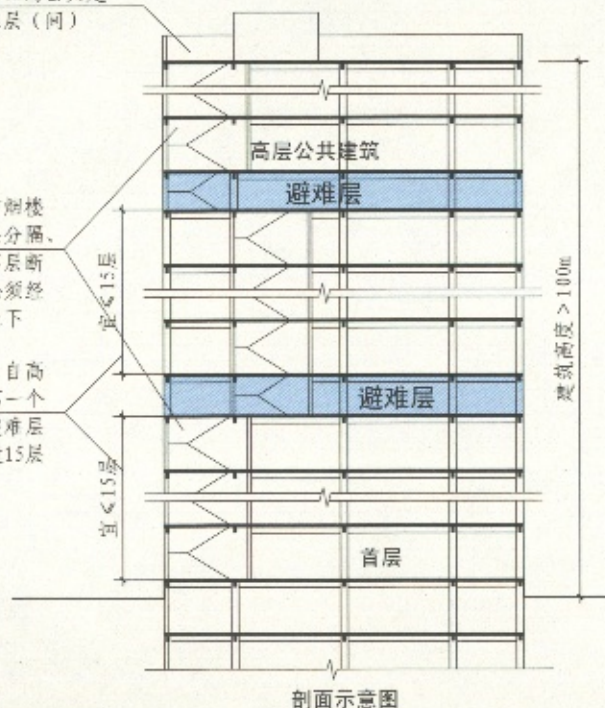 层（间）
高层公共建筑
避难层
烟楼
分隔、
层断
须经
下
宜≤15层
建筑高度＞100m
自高
一个
难层
15层
避难层
宜≤15层
首层
剖面示意图